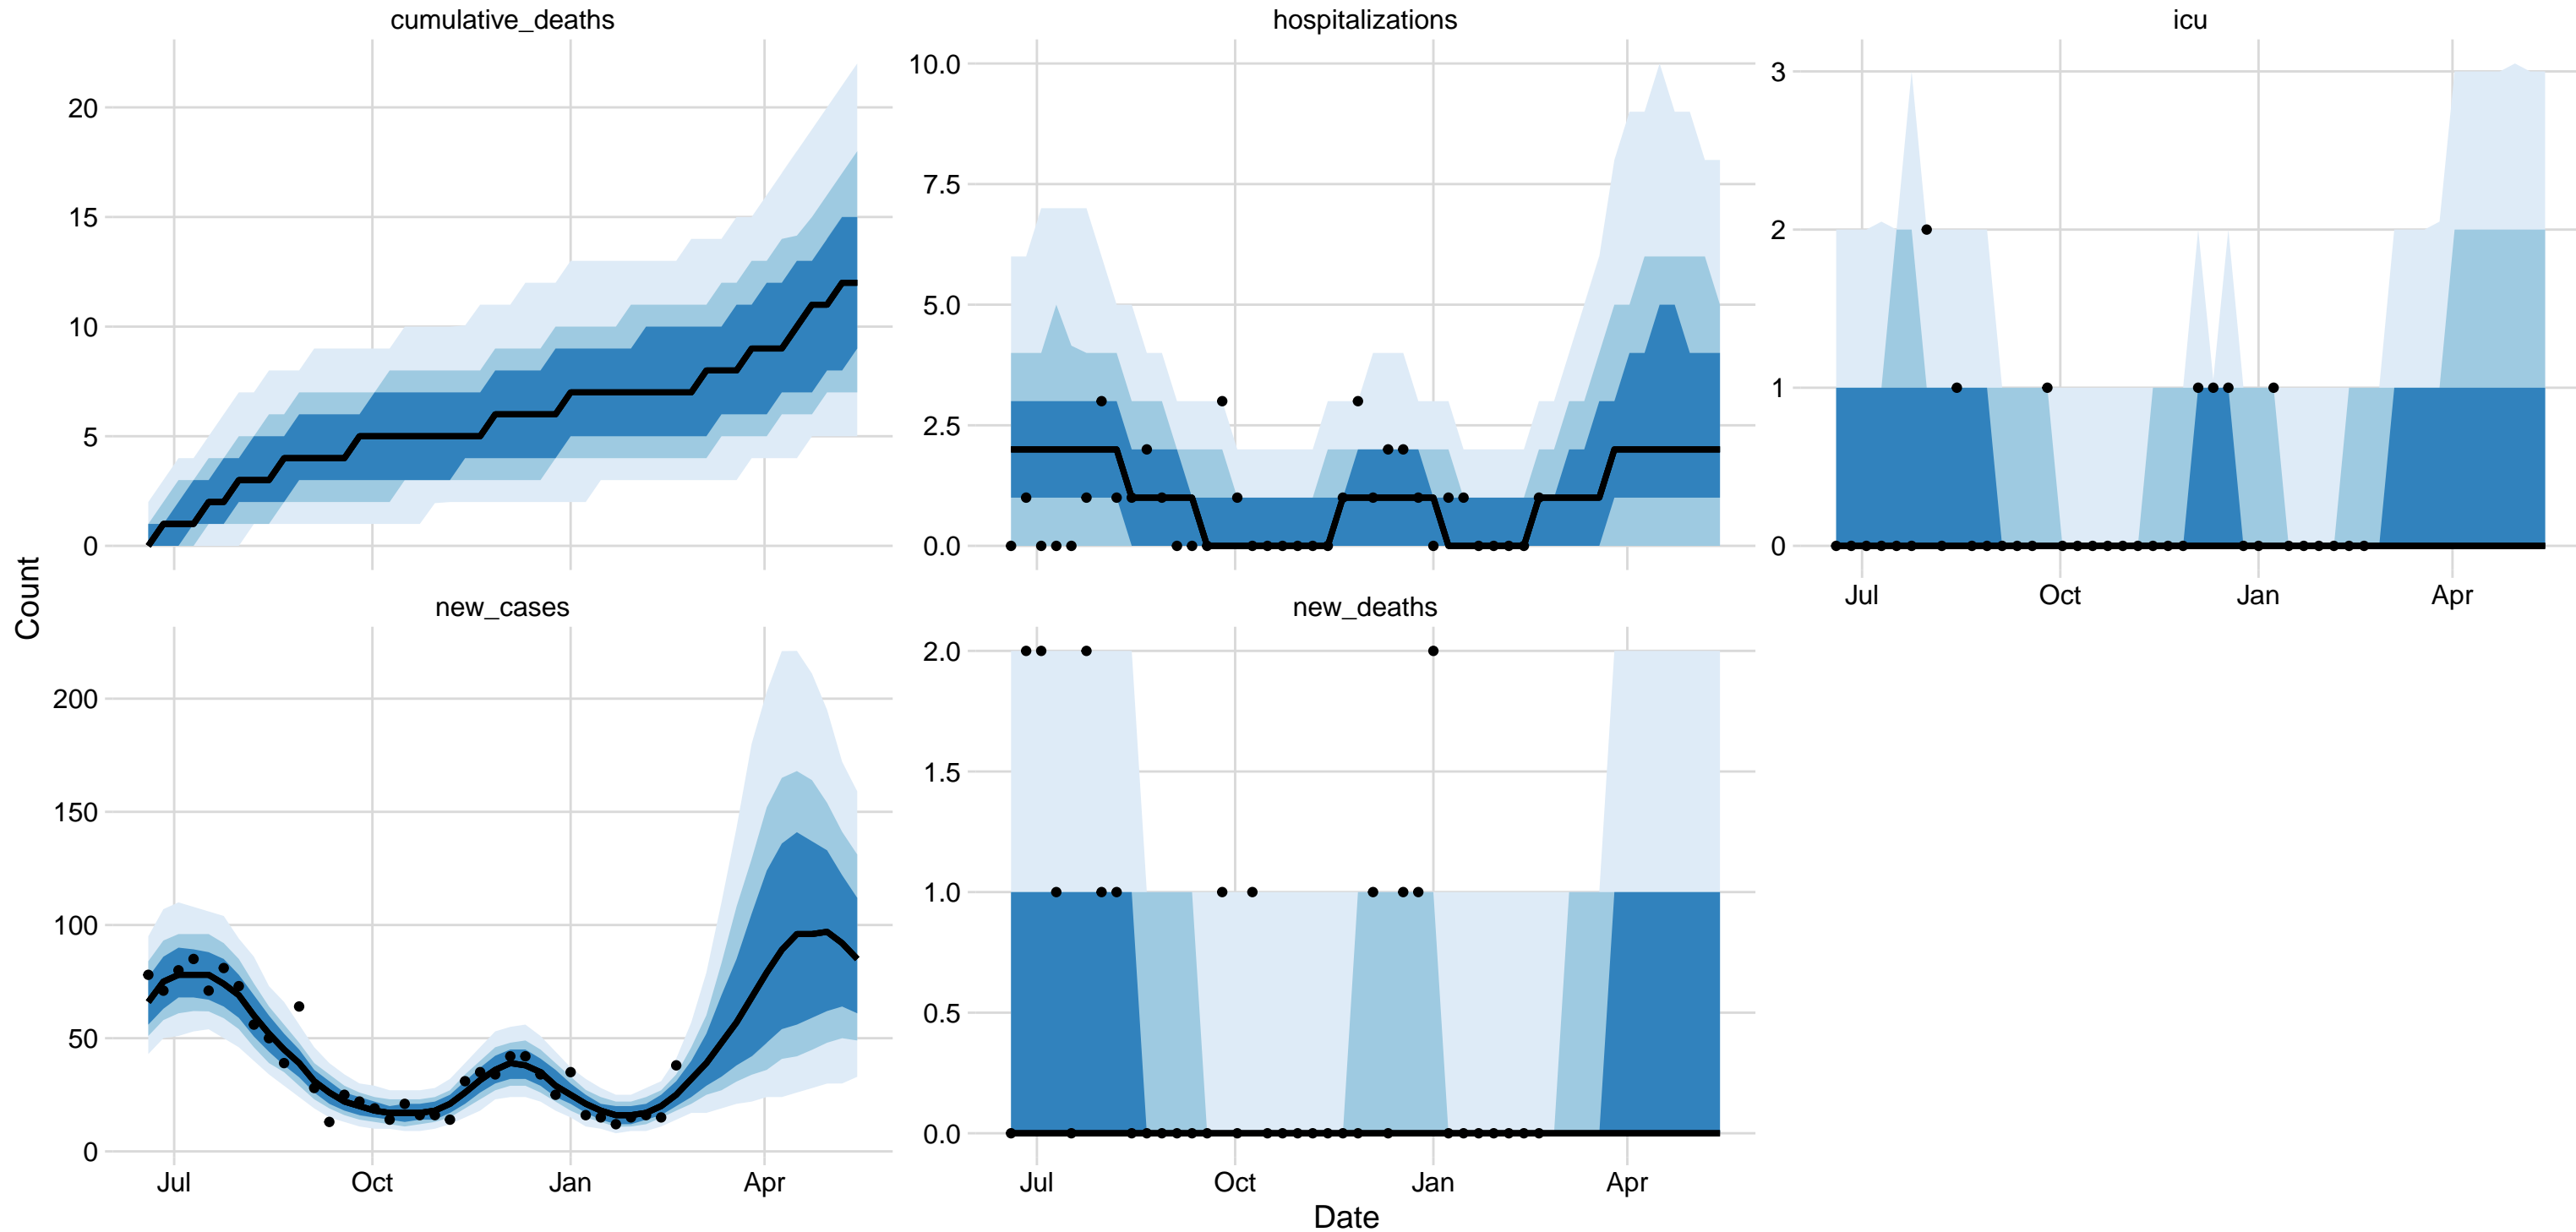 cumulative_deaths
20
15
10
5
0
hospitalizations
10.0
7.5
5.0
2.5
0.0
icu
3
2
1
0
Jul
Oct
Jan
Apr
Count
new_cases
200
150
100
50
0
Jul
Oct
Jan
Apr
new_deaths
2.0
1.5
1.0
0.5
0.0
Jul
Oct
Jan
Apr
Date